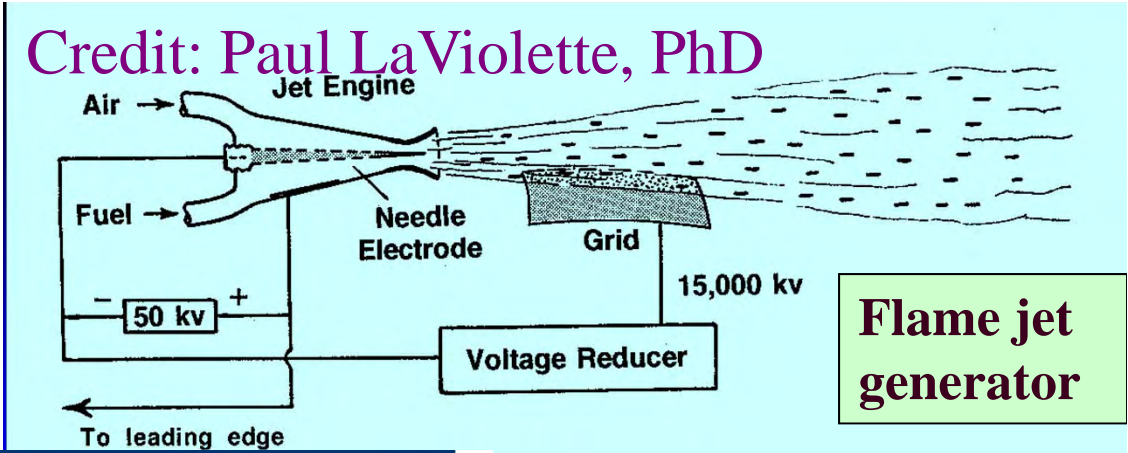 Credit: Paul LaViolette, PhD
Jet Engine
Air
Fuel
Needle
Electrode
Grid
15,000 kv
– 50 kv +
Voltage Reducer
To leading edge
Flame jet
generator